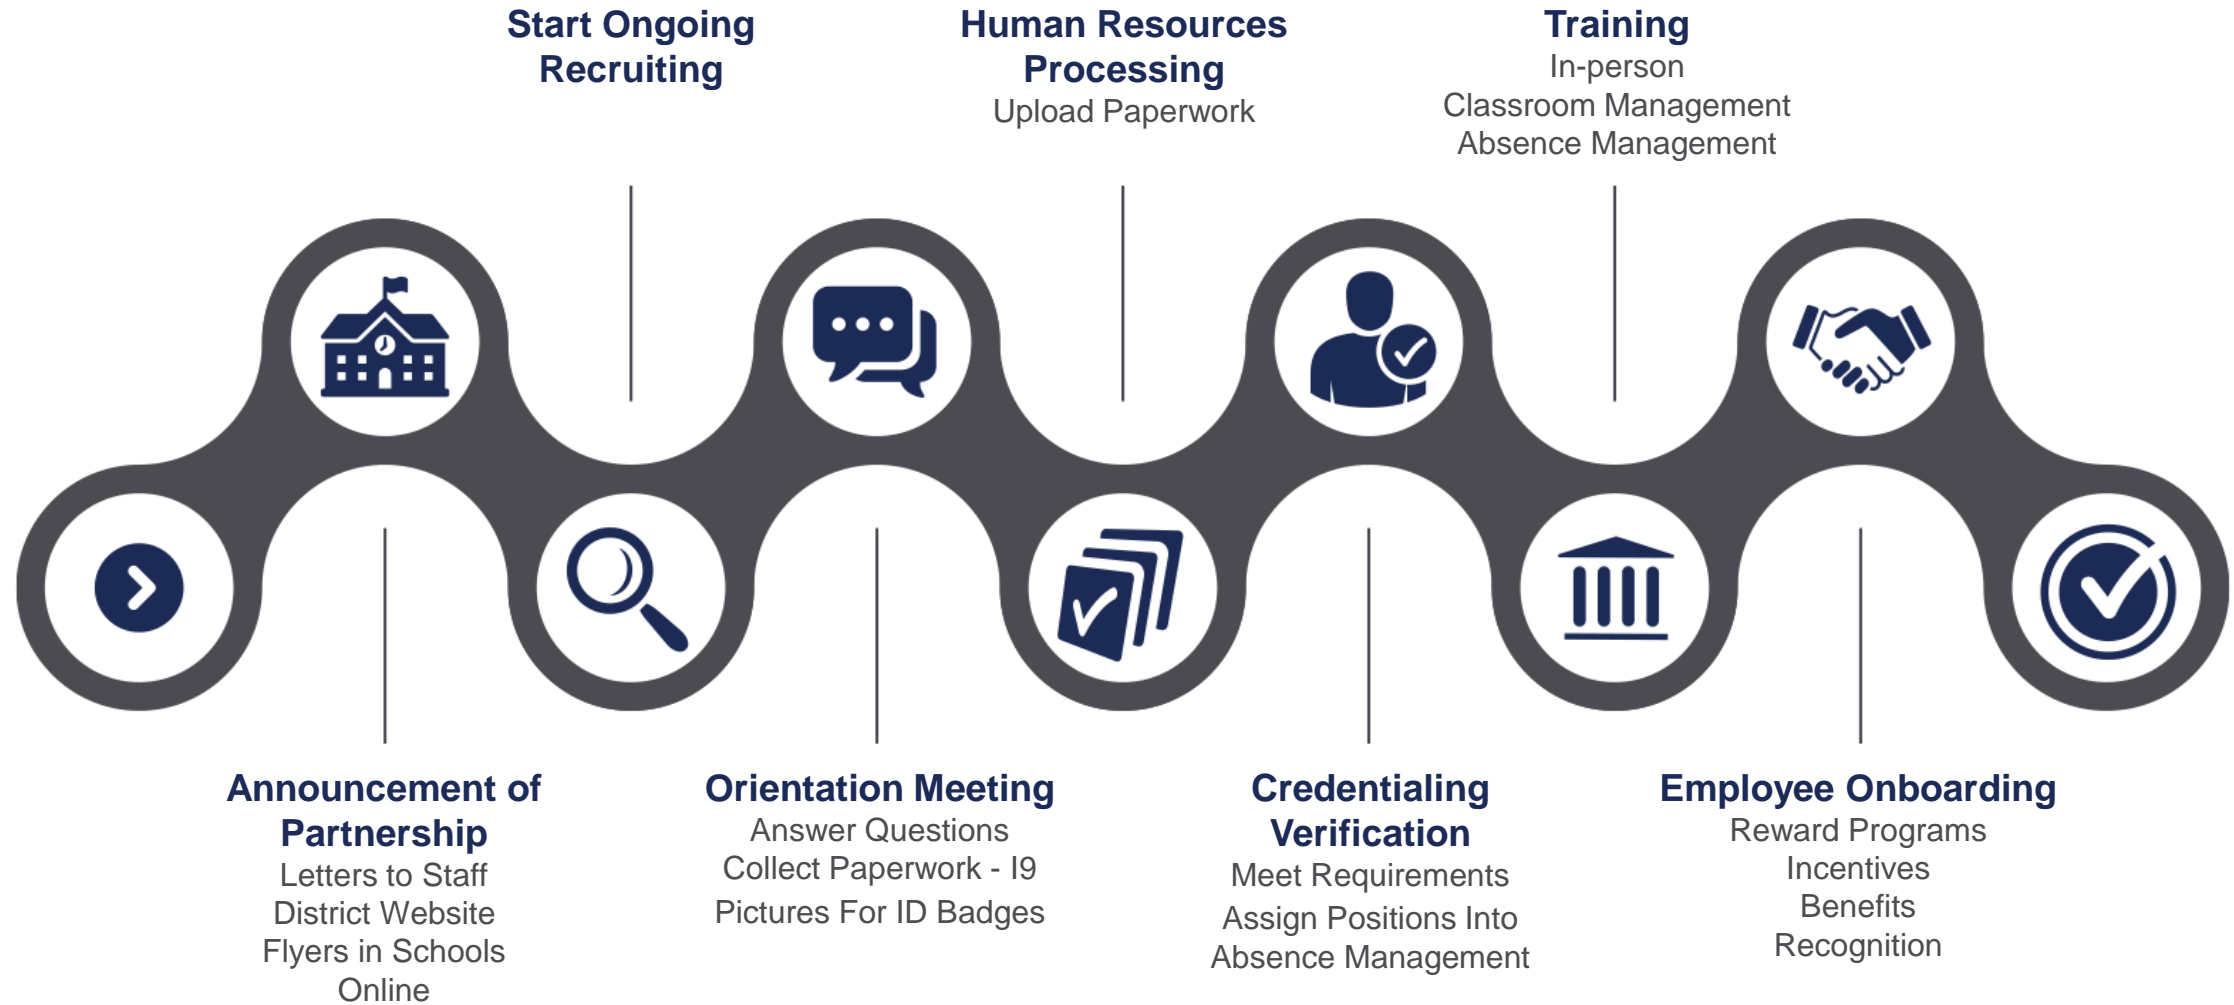 Start Ongoing
Recruiting
Human Resources
Processing
Upload Paperwork
Training
In-person
Classroom Management
Absence Management
Announcement of
Partnership
Letters to Staff
District Website
Flyers in Schools
Online
Orientation Meeting
Answer Questions
Collect Paperwork - I9
Pictures For ID Badges
Credentialing
Verification
Meet Requirements
Assign Positions Into
Absence Management
Employee Onboarding
Reward Programs
Incentives
Benefits
Recognition